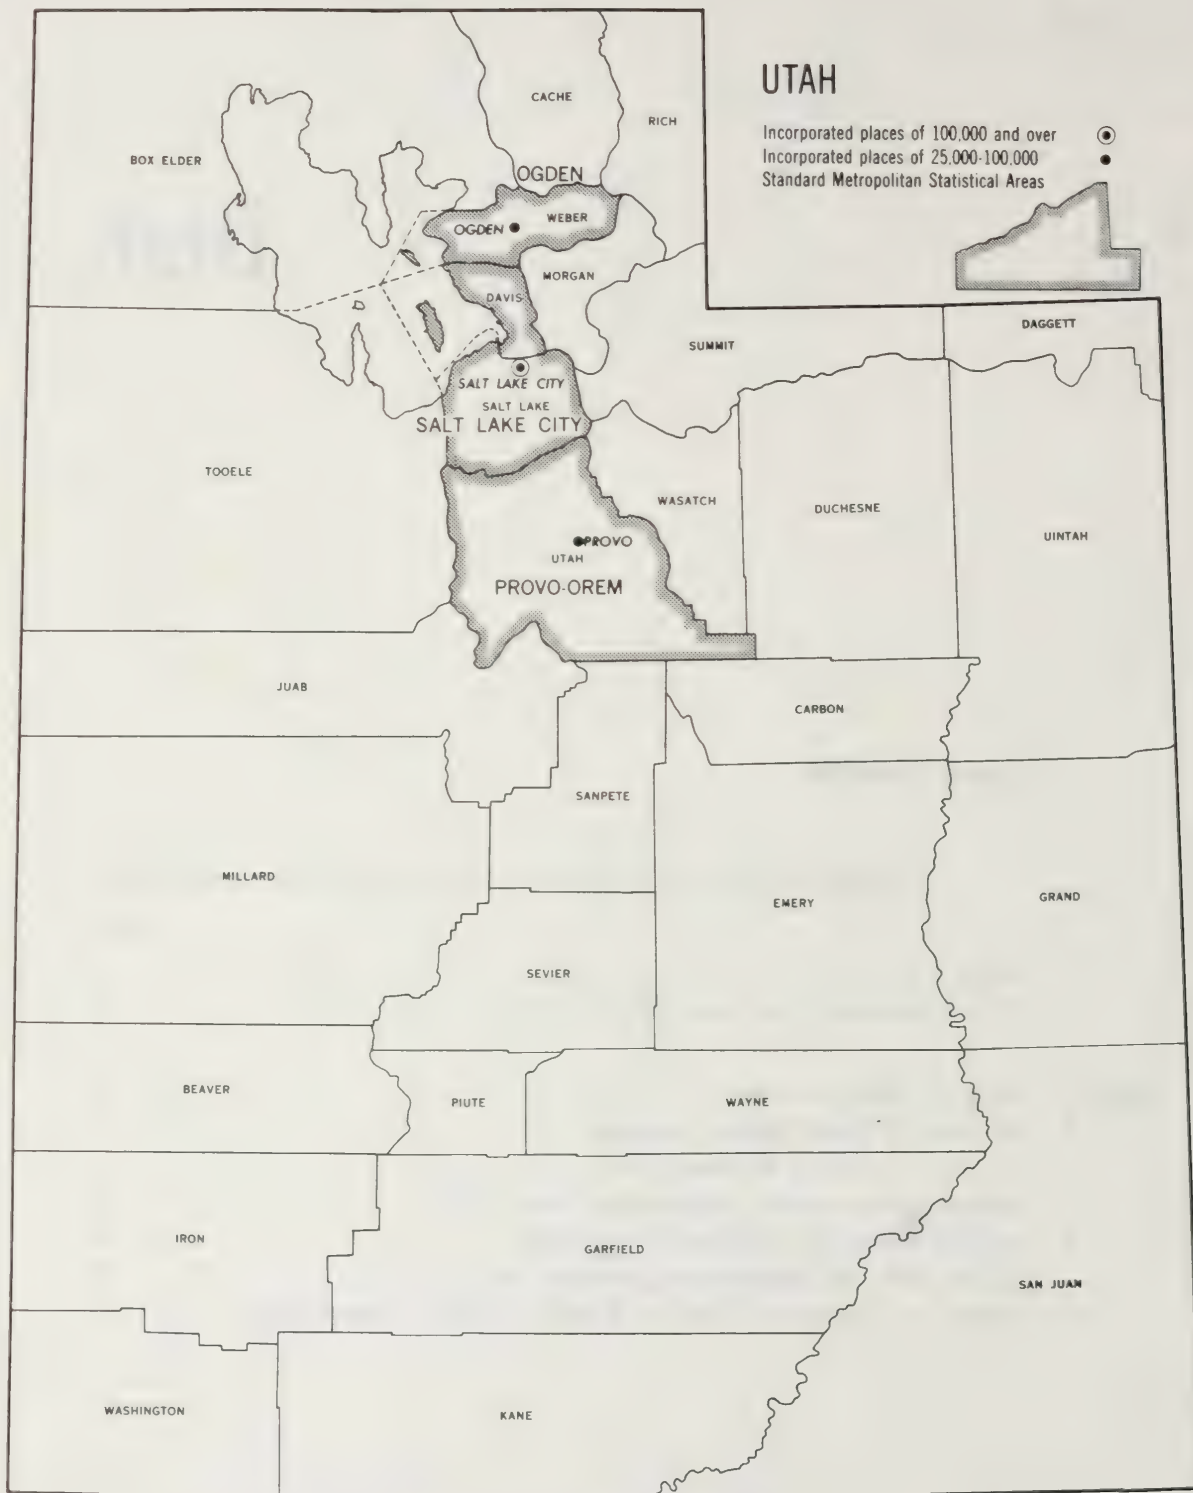 UTAH
Incorporated places of 100,000 and over
Incorporated places of 25,000-100,000
Standard Metropolitan Statistical Areas
CACHE
RICH
BOX ELDER
OGDEN
WEBER
OGDEN
MORGAN
DAVIS
DAGGETT
SUMMIT
SALT LAKE CITY
SALT LAKE
SALT LAKE CITY
TOOELE
WASATCH
DUCHESNE
UINTAH
PROVO
UTAH
PROVO-OREM
JUAB
CARBON
SANPETE
MILLARD
EMERY
GRAND
SEVIER
BEAVER
PIUTE
WAYNE
IRON
GARFIELD
SAN JUAN
WASHINGTON
KANE